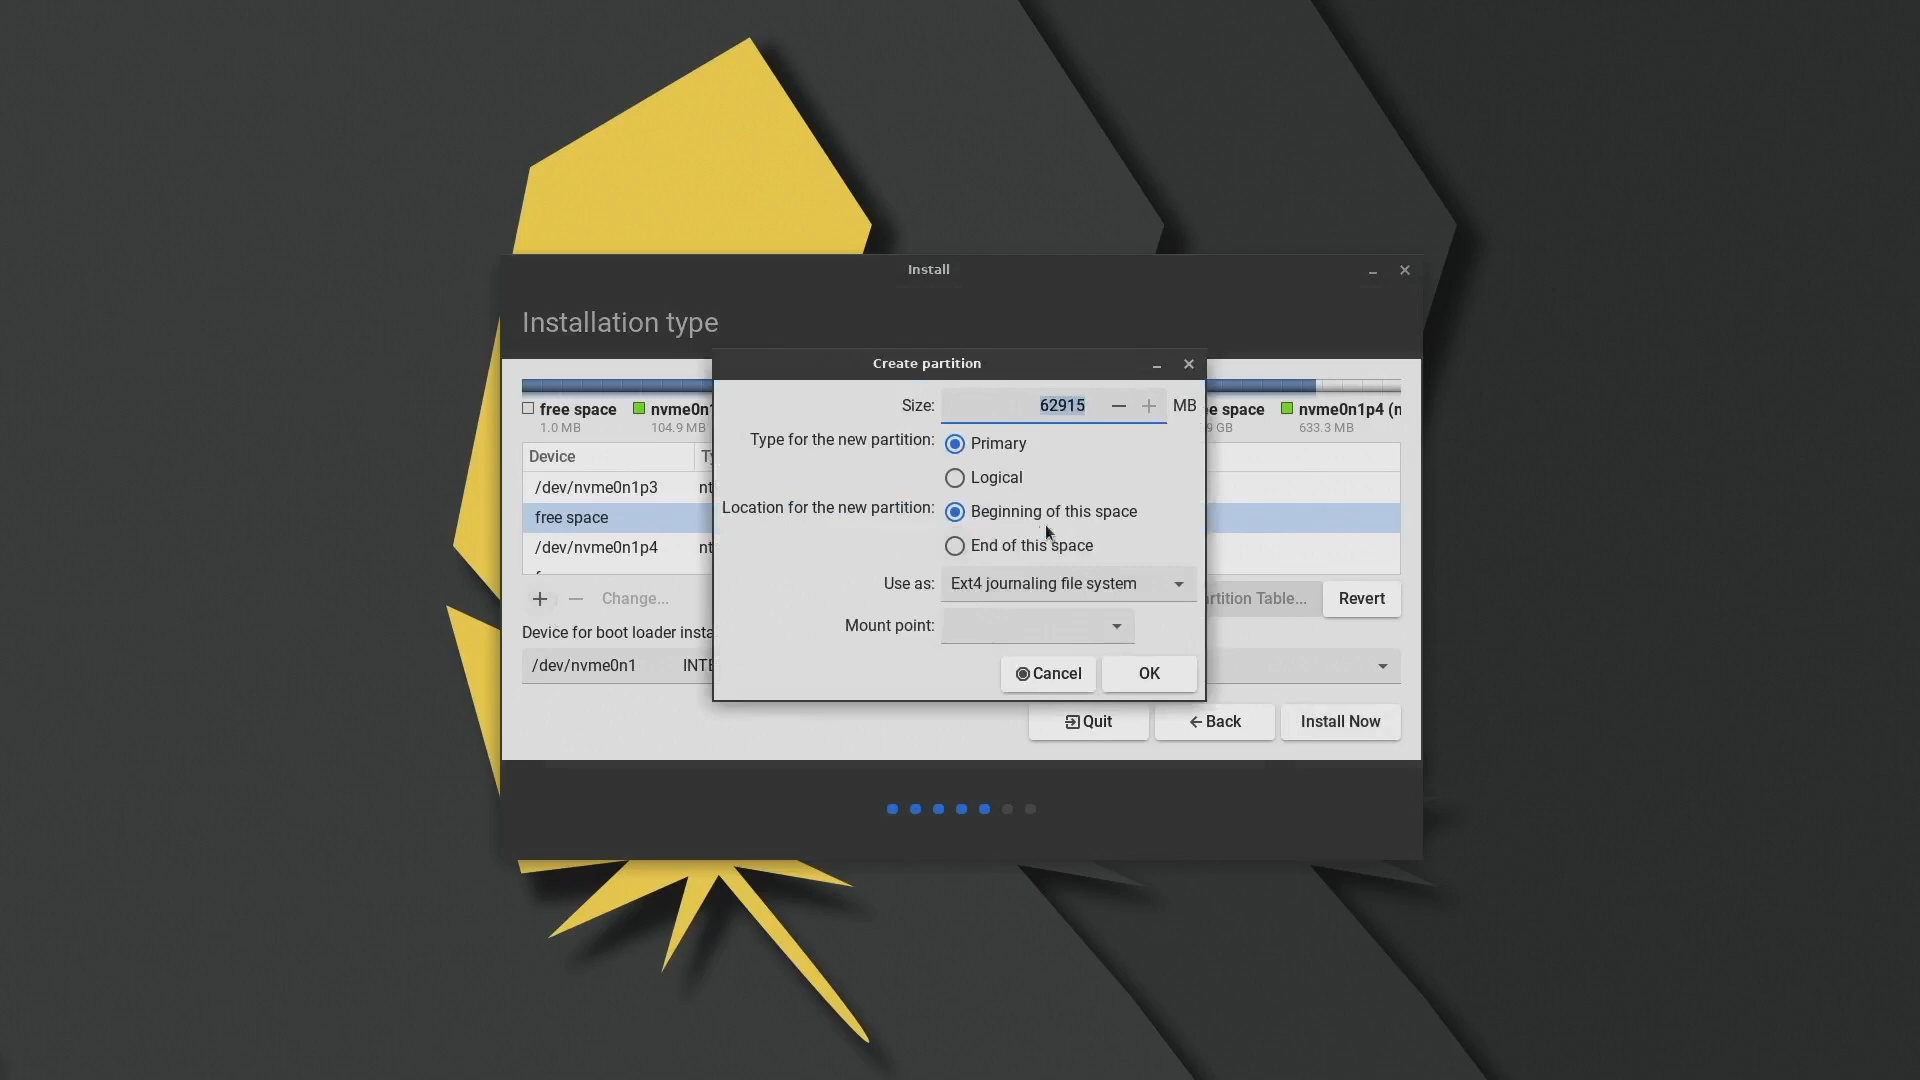 Install
Installation type
Create partition
Size: 62915 MB
free space
nvme0n1
e space
nvme0n1p4 (n
1.0 MB
104.9 MB
9 GB
633.3 MB
Type for the new partition: Primary
Logical
Device
/dev/nvme0n1p3 nt
Location for the new partition: Beginning of this space
free space
End of this space
/dev/nvme0n1p4 nt
Use as: Ext4 journaling file system
Change...
rtition Table...
Revert
Mount point:
Device for boot loader insta
/dev/nvme0n1 INTE
Cancel
OK
Quit
Back
Install Now